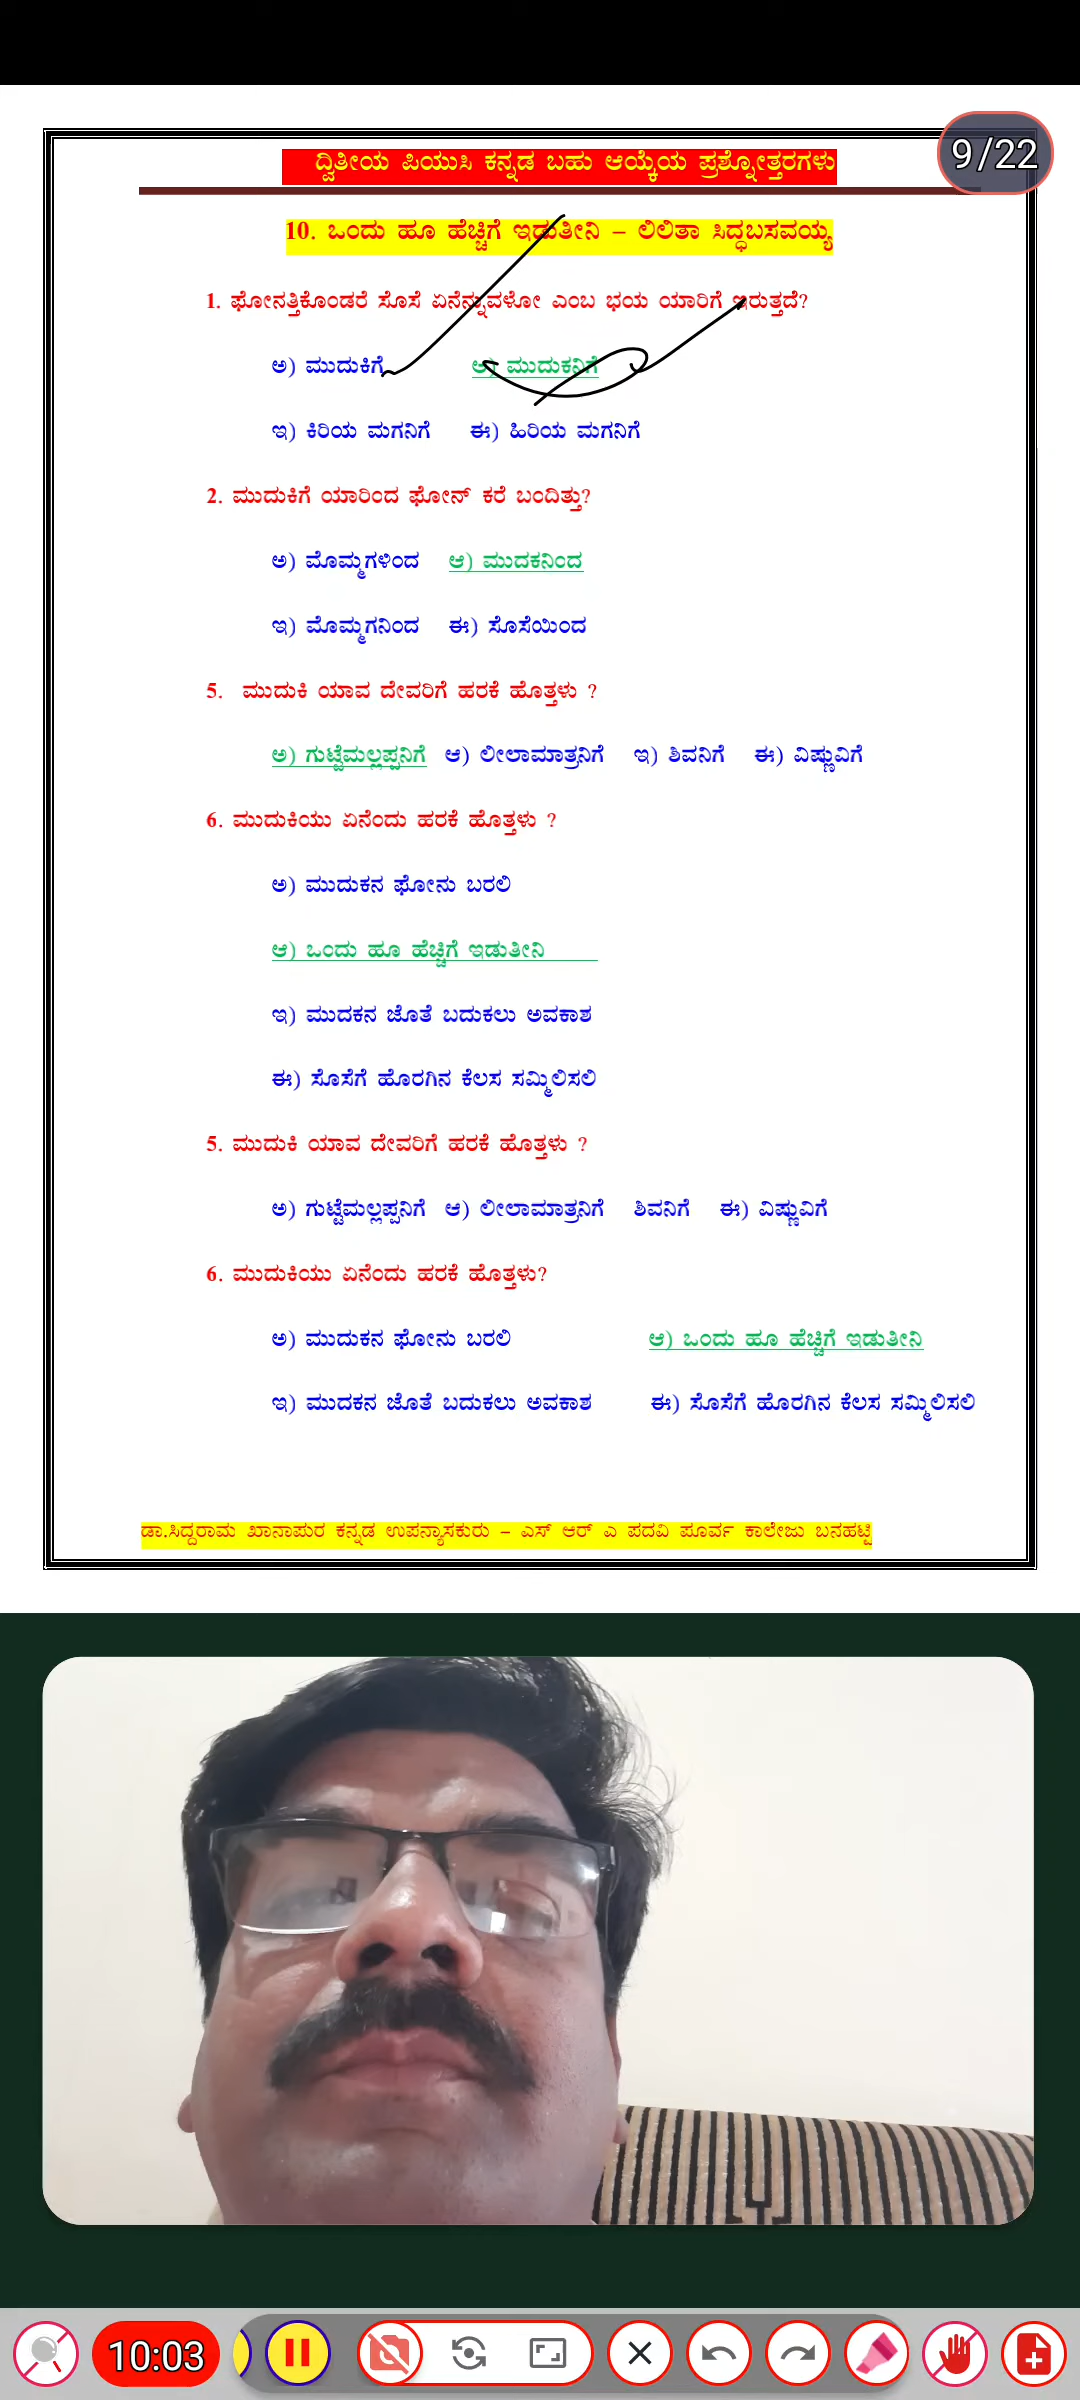 9/22
ದ್ವಿತೀಯ ಪಿಯುಸಿ ಕನ್ನಡ ಬಹು ಆಯ್ಕೆಯ ಪ್ರಶ್ನೋತ್ತರಗಳು
10. ಒಂದು ಹೂ ಹೆಚ್ಚಿಗೆ ಇಡುತೀನಿ – ಲಿಲಿತಾ ಸಿದ್ಧಬಸವಯ್ಯ
1. ಫೋನತ್ತಿಕೊಂಡರೆ ಸೊಸೆ ಏನೆನ್ನುವಳೋ ಎಂಬ ಭಯ ಯಾರಿಗೆ ಇರುತ್ತದೆ?
ಅ) ಮುದುಕಿಗೆ ಆ) ಮುದುಕನಿಗೆ
ಇ) ಕಿರಿಯ ಮಗನಿಗೆ ಈ) ಹಿರಿಯ ಮಗನಿಗೆ
2. ಮುದುಕಿಗೆ ಯಾರಿಂದ ಫೋನ್ ಕರೆ ಬಂದಿತ್ತು?
ಅ) ಮೊಮ್ಮಗಳಿಂದ ಆ) ಮುದಕನಿಂದ
ಇ) ಮೊಮ್ಮಗನಿಂದ ಈ) ಸೊಸೆಯಿಂದ
5. ಮುದುಕಿ ಯಾವ ದೇವರಿಗೆ ಹರಕೆ ಹೊತ್ತಳು ?
ಅ) ಗುಟ್ಟೆಮಲ್ಲಪ್ಪನಿಗೆ ಆ) ಲೀಲಾಮಾತ್ರನಿಗೆ ಇ) ಶಿವನಿಗೆ ಈ) ವಿಷ್ಣುವಿಗೆ
6. ಮುದುಕಿಯು ಏನೆಂದು ಹರಕೆ ಹೊತ್ತಳು ?
ಅ) ಮುದುಕನ ಫೋನು ಬರಲಿ
ಆ) ಒಂದು ಹೂ ಹೆಚ್ಚಿಗೆ ಇಡುತೀನಿ
ಇ) ಮುದಕನ ಜೊತೆ ಬದುಕಲು ಅವಕಾಶ
ಈ) ಸೊಸೆಗೆ ಹೊರಗಿನ ಕೆಲಸ ಸಮ್ಮಿಲಿಸಲಿ
5. ಮುದುಕಿ ಯಾವ ದೇವರಿಗೆ ಹರಕೆ ಹೊತ್ತಳು ?
ಅ) ಗುಟ್ಟೆಮಲ್ಲಪ್ಪನಿಗೆ ಆ) ಲೀಲಾಮಾತ್ರನಿಗೆ ಶಿವನಿಗೆ ಈ) ವಿಷ್ಣುವಿಗೆ
6. ಮುದುಕಿಯು ಏನೆಂದು ಹರಕೆ ಹೊತ್ತಳು?
ಅ) ಮುದುಕನ ಫೋನು ಬರಲಿ ಆ) ಒಂದು ಹೂ ಹೆಚ್ಚಿಗೆ ಇಡುತೀನಿ
ಇ) ಮುದಕನ ಜೊತೆ ಬದುಕಲು ಅವಕಾಶ ಈ) ಸೊಸೆಗೆ ಹೊರಗಿನ ಕೆಲಸ ಸಮ್ಮಿಲಿಸಲಿ
ಡಾ.ಸಿದ್ದರಾಮ ಖಾನಾಪುರ ಕನ್ನಡ ಉಪನ್ಯಾಸಕುರು – ಎಸ್ ಆರ್ ಎ ಪದವಿ ಪೂರ್ವ ಕಾಲೇಜು ಬನಹಟ್ಟಿ
10:03